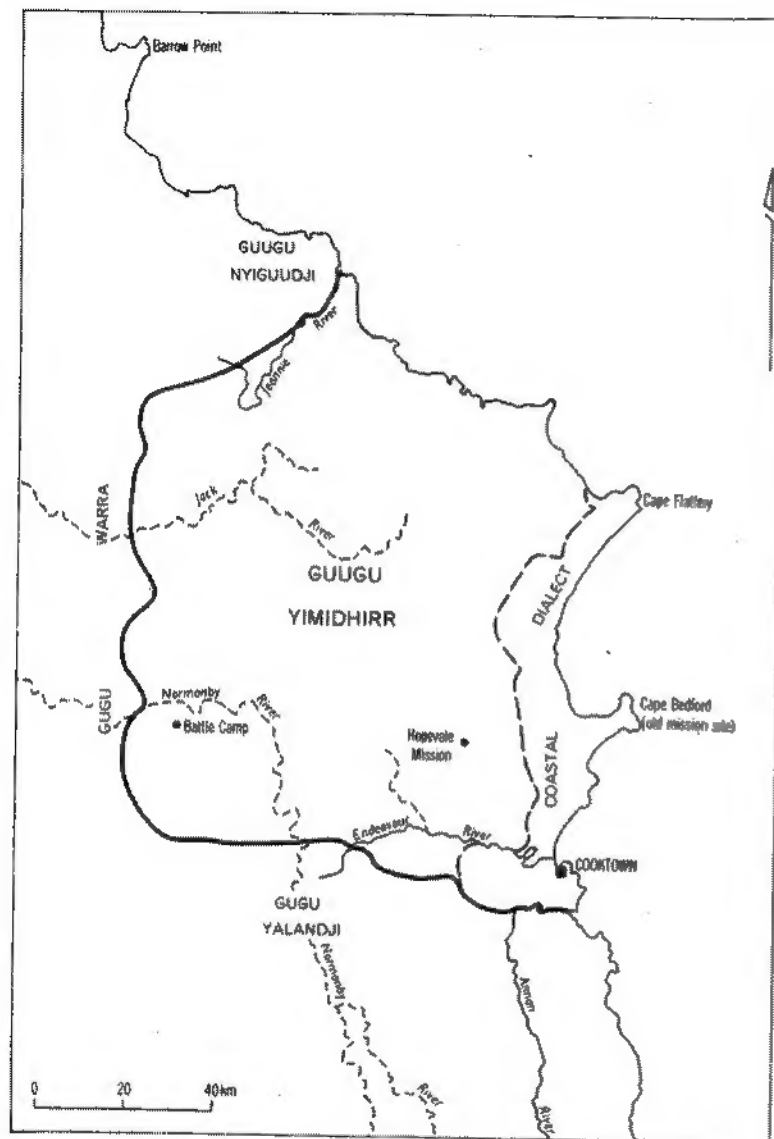 Barrow Point
GUUGU
NYIGUUDJI
River
Jeannie
WARRA
Jack
River
Cape Flattery
GUUGU
DIALECT
YIMIDHIRR
GUGU
Normanby
River
Battle Camp
Hopevale
Mission
Cape Bedford
(old mission site)
COASTAL
Endeavour
River
COOKTOWN
GUGU
YALANDJI
Normanby
River
Annan
River
0 20 40 km